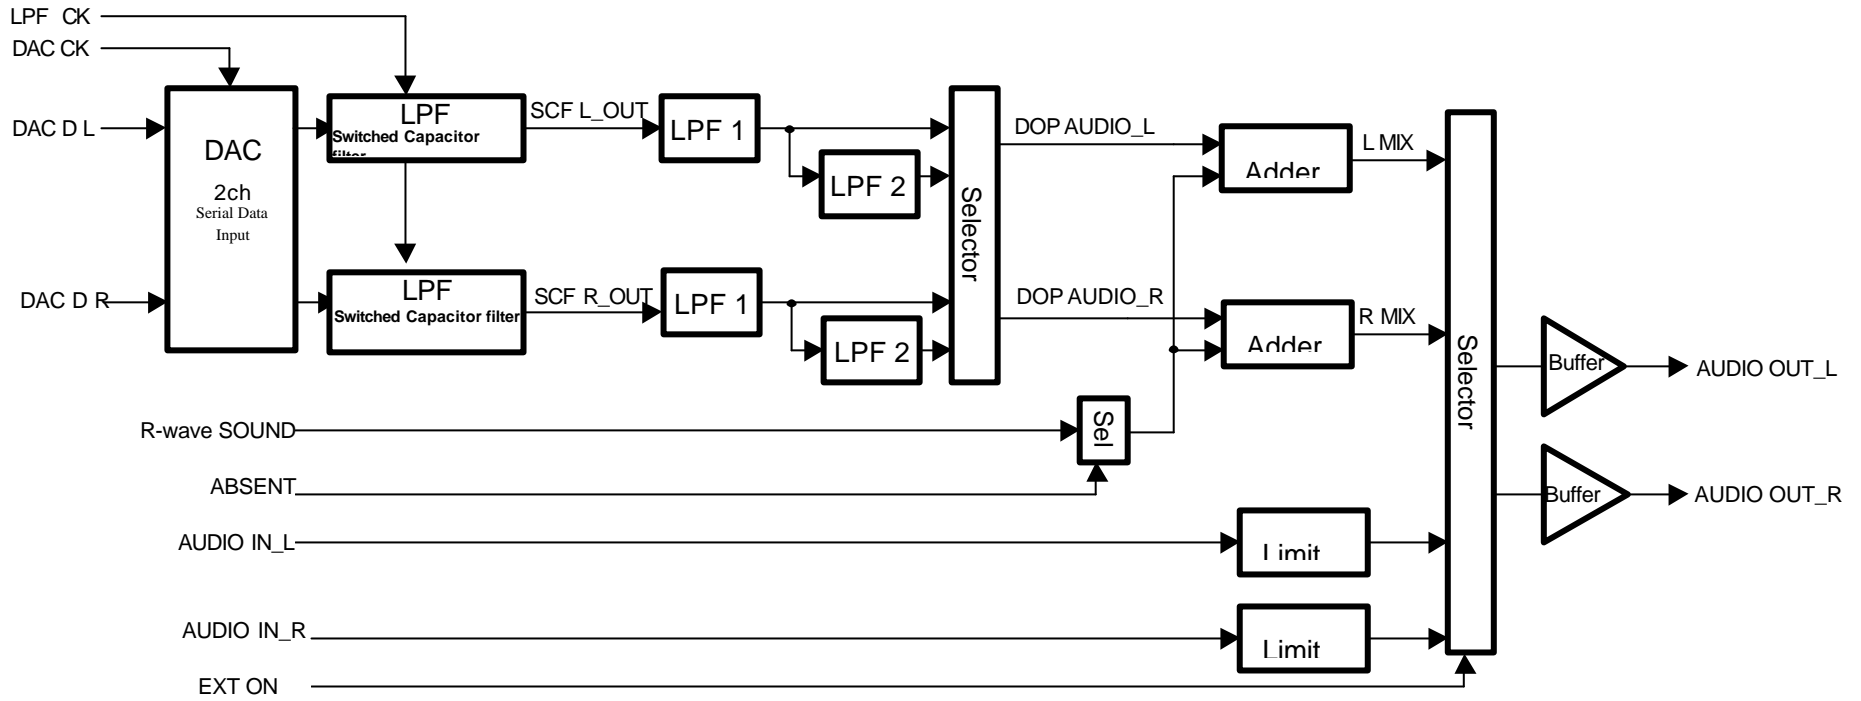 LPF CK
DAC CK
DAC D L
DAC D R
DAC
2ch
Serial Data
Input
LPF
Switched Capacitor
filter
LPF
Switched Capacitor filter
SCF L_OUT
SCF R_OUT
LPF 1
LPF 2
LPF 1
LPF 2
Selector
DOP AUDIO_L
DOP AUDIO_R
Adder
Adder
L MIX
R MIX
R-wave SOUND
ABSENT
Sel
AUDIO IN_L
AUDIO IN_R
EXT ON
Limit
Limit
Selector
Buffer
Buffer
AUDIO OUT_L
AUDIO OUT_R